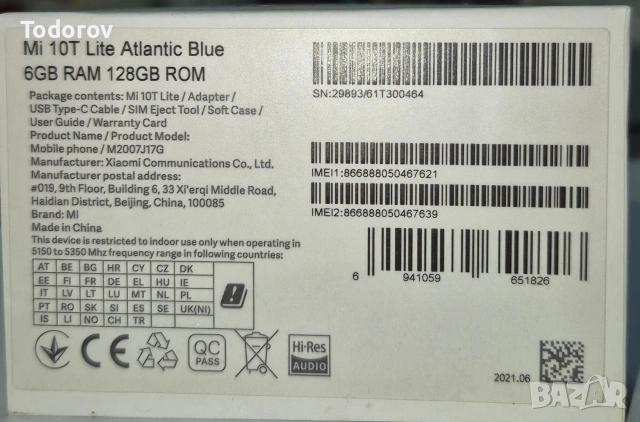 Todorov
Mi 10T Lite Atlantic Blue
6GB RAM 128GB ROM
Package contents: Mi 10T Lite / Adapter /
USB Type-C Cable / SIM Eject Tool / Soft Case /
User Guide / Warranty Card
Product Name / Product Model:
Mobile phone / M2007J17G
Manufacturer: Xiaomi Communications Co., Ltd.
Manufacturer postal address:
#019, 9th Floor, Building 6, 33 Xi'erqi Middle Road,
Haidian District, Beijing, China, 100085
Brand: MI
Made in China
This device is restricted to indoor use only when operating in
5150 to 5350 Mhz frequency range in following countries:
AT BE BG HR CY CZ DK
EE FI FR DE EL HU IE
IT LV LT LU MT NL PL
PT RO SK SI ES SE UK(NI)
IS LI NO CH TR
SN:29893/61T300464
IMEI1:866888050467621
IMEI2:866888050467639
6 941059 651826
CE
QC
PASS
Hi-Res
AUDIO
2021.06
BAZAR